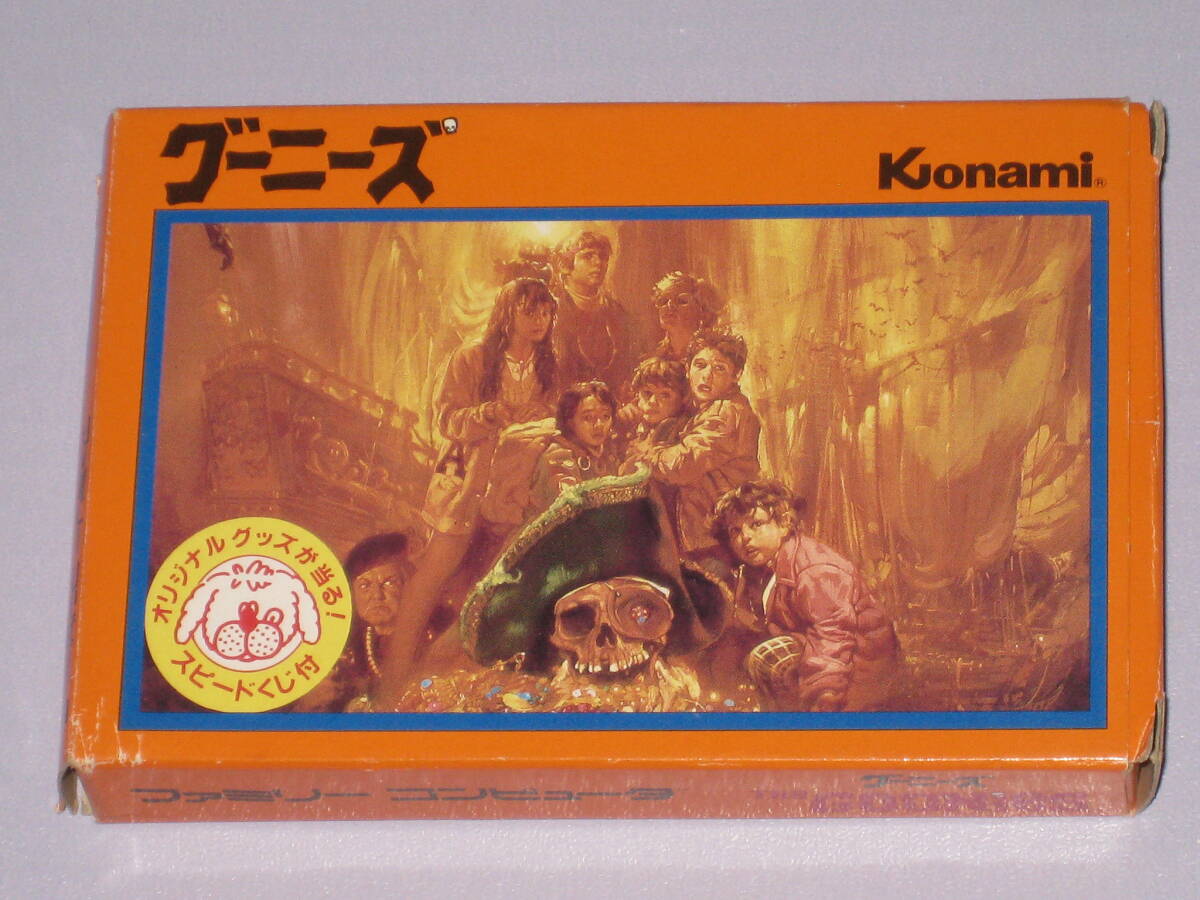 グーニーズ
Konami®
オリジナルグッズが当る!
スピードくじ付
A
ファミリー コンピュータ
グーニーズ